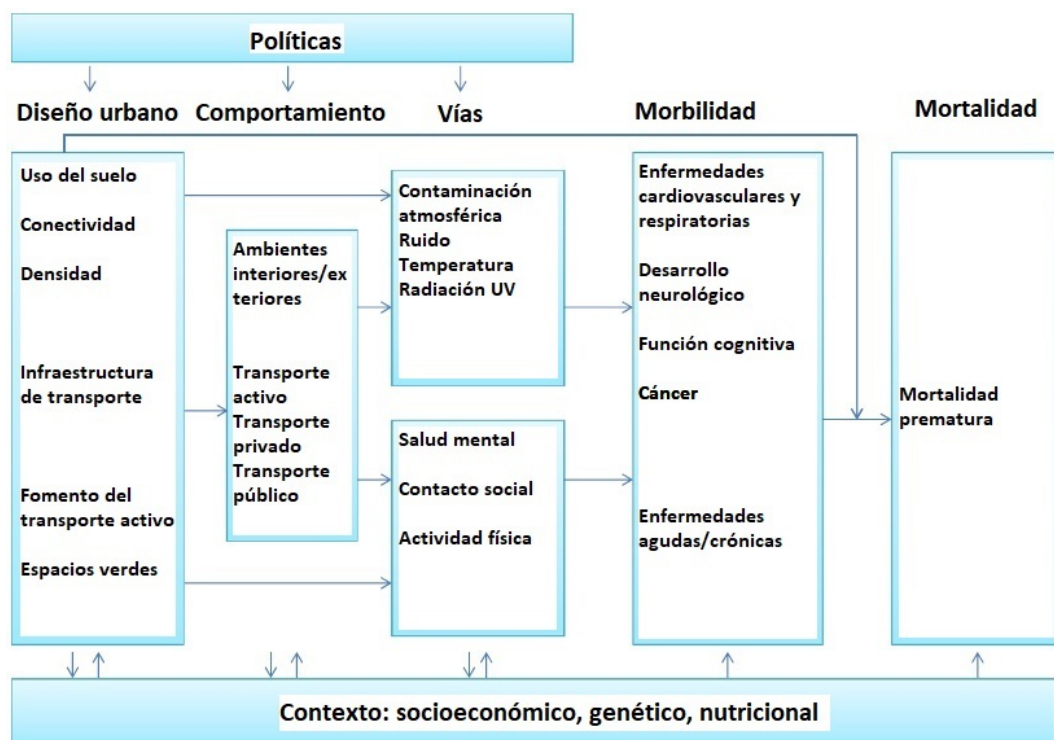 Políticas
Diseño urbano
Comportamiento
Vías
Morbilidad
Mortalidad
Uso del suelo
Conectividad
Densidad
Infraestructura
de transporte
Fomento del
transporte activo
Espacios verdes
Ambientes
interiores/ex
teriores
Transporte
activo
Transporte
privado
Transporte
público
Contaminación
atmosférica
Ruido
Temperatura
Radiación UV
Salud mental
Contacto social
Actividad física
Enfermedades
cardiovasculares y
respiratorias
Desarrollo
neurológico
Función cognitiva
Cáncer
Enfermedades
agudas/crónicas
Mortalidad
prematura
Contexto: socioeconómico, genético, nutricional